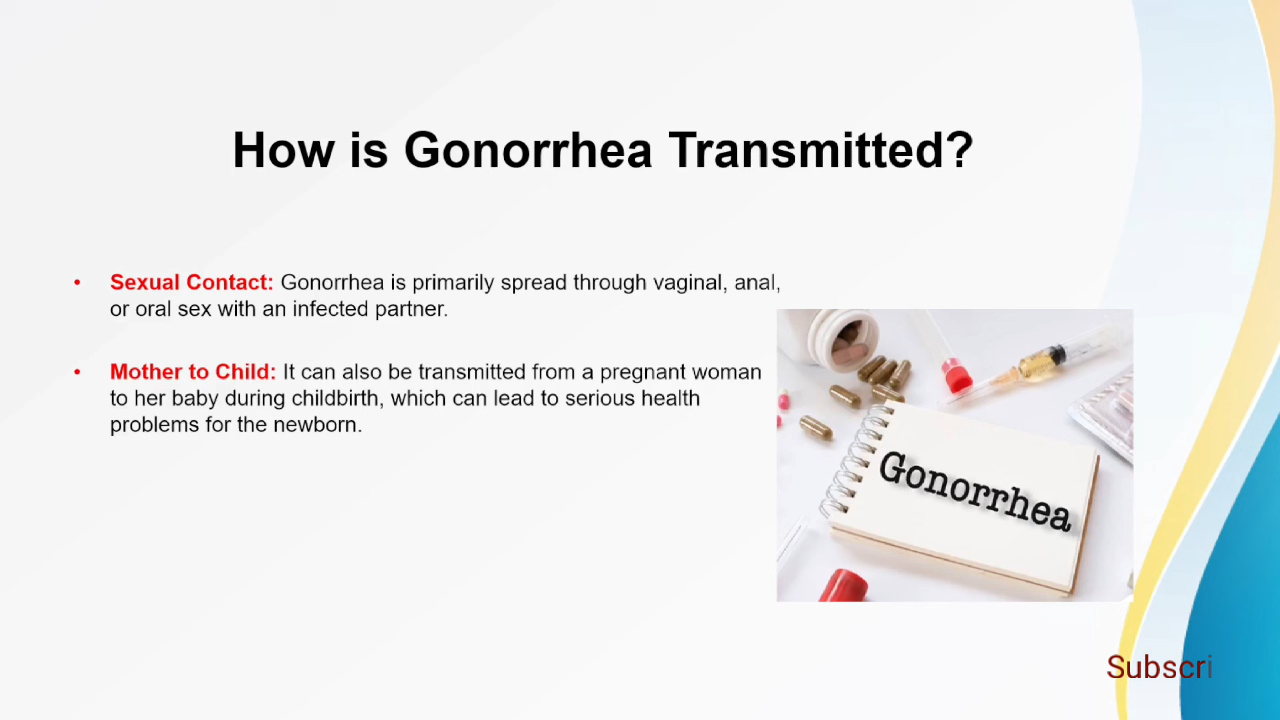 How is Gonorrhea Transmitted?
• Sexual Contact: Gonorrhea is primarily spread through vaginal, anal,
or oral sex with an infected partner.
• Mother to Child: It can also be transmitted from a pregnant woman
to her baby during childbirth, which can lead to serious health
problems for the newborn.
Gonorrhea
Subscri